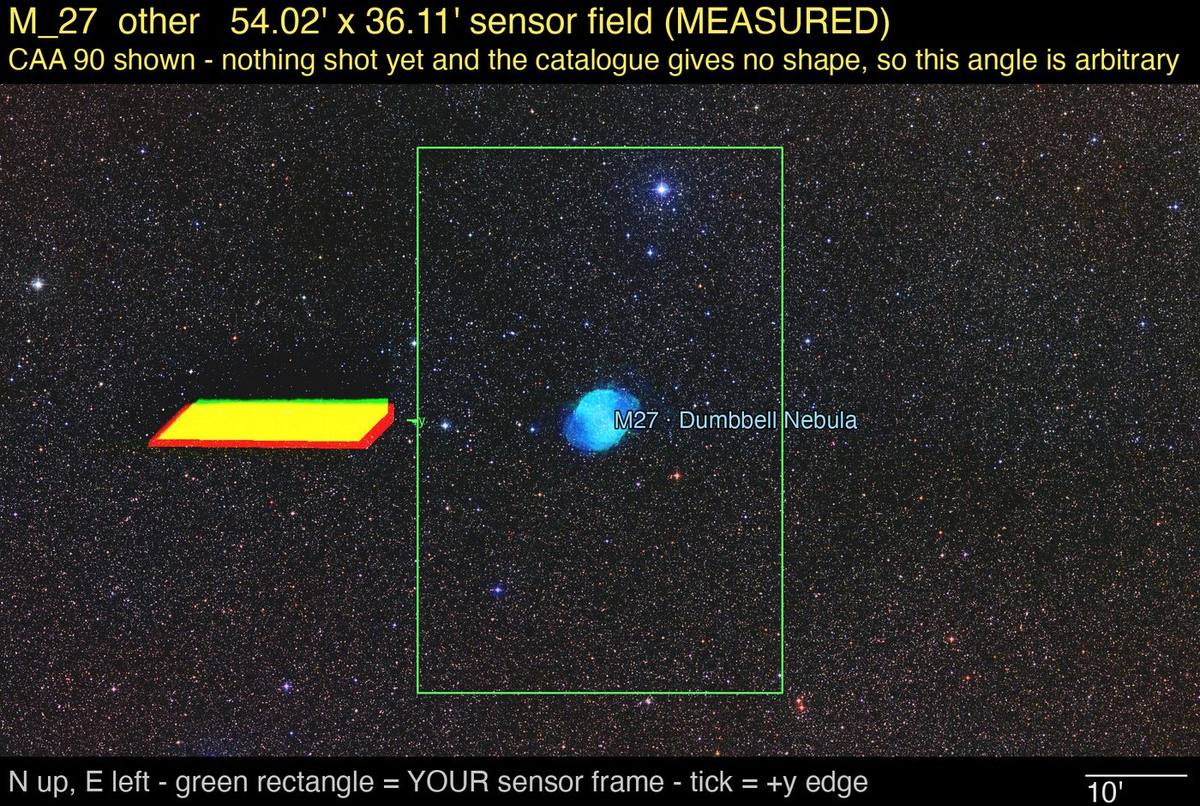 M_27 other 54.02' x 36.11' sensor field (MEASURED)
CAA 90 shown - nothing shot yet and the catalogue gives no shape, so this angle is arbitrary
+y
M27 · Dumbbell Nebula
N up, E left - green rectangle = YOUR sensor frame - tick = +y edge
10'